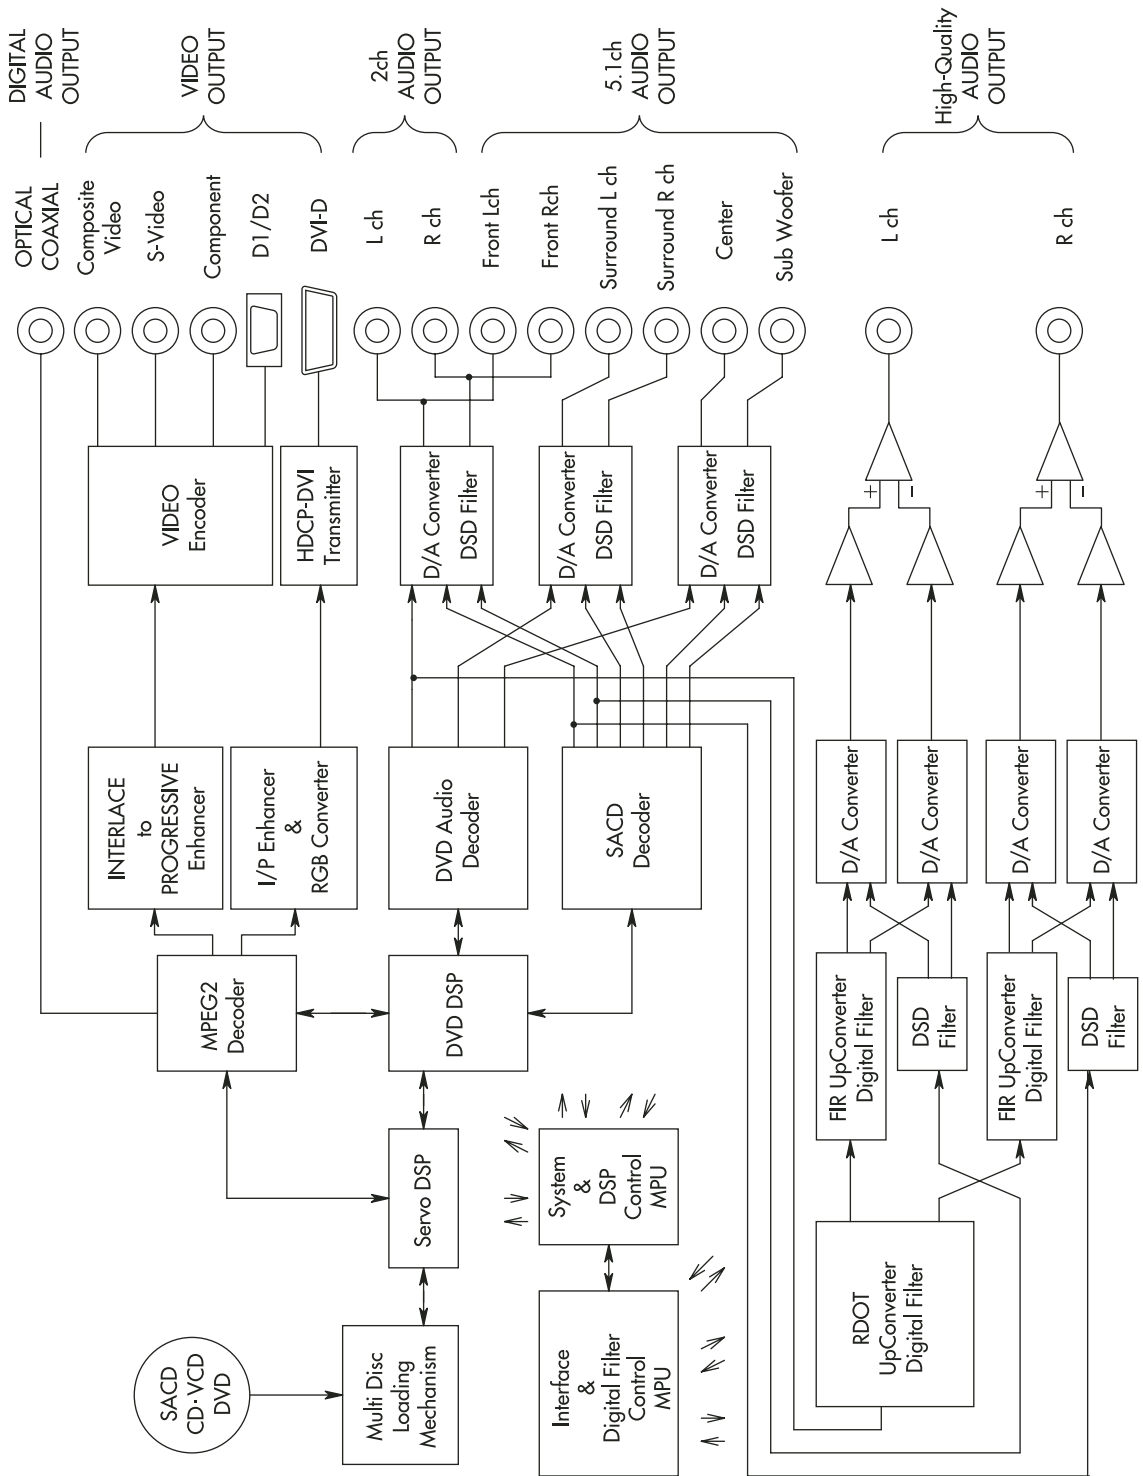 DIGITAL
AUDIO
OUTPUT
VIDEO
OUTPUT
2ch
AUDIO
OUTPUT
5.1ch
AUDIO
OUTPUT
High-Quality
AUDIO
OUTPUT
OPTICAL
COAXIAL
Composite
Video
S-Video
Component
D1/D2
DVI-D
L ch
R ch
Front Lch
Front Rch
Surround L ch
Surround R ch
Center
Sub Woofer
L ch
R ch
VIDEO
Encoder
HDCP-DVI
Transmitter
D/A Converter
DSD Filter
D/A Converter
DSD Filter
D/A Converter
DSD Filter
+
−
+
−
INTERLACE
to
PROGRESSIVE
Enhancer
I/P Enhancer
&
RGB Converter
DVD Audio
Decoder
SACD
Decoder
D/A Converter
D/A Converter
D/A Converter
D/A Converter
MPEG2
Decoder
DVD DSP
FIR UpConverter
Digital Filter
DSD
Filter
FIR UpConverter
Digital Filter
DSD
Filter
Servo DSP
System
&
DSP
Control
MPU
SACD
CD·VCD
DVD
Multi Disc
Loading
Mechanism
Interface
&
Digital Filter
Control
MPU
RDOT
UpConverter
Digital Filter